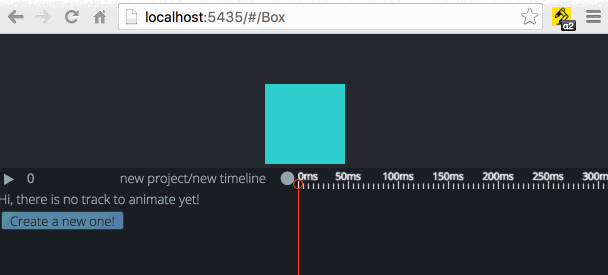 localhost:5435/#/Box
α2
0
new project/new timeline
0ms 50ms 100ms 150ms 200ms 250ms 300m
Hi, there is no track to animate yet!
Create a new one!